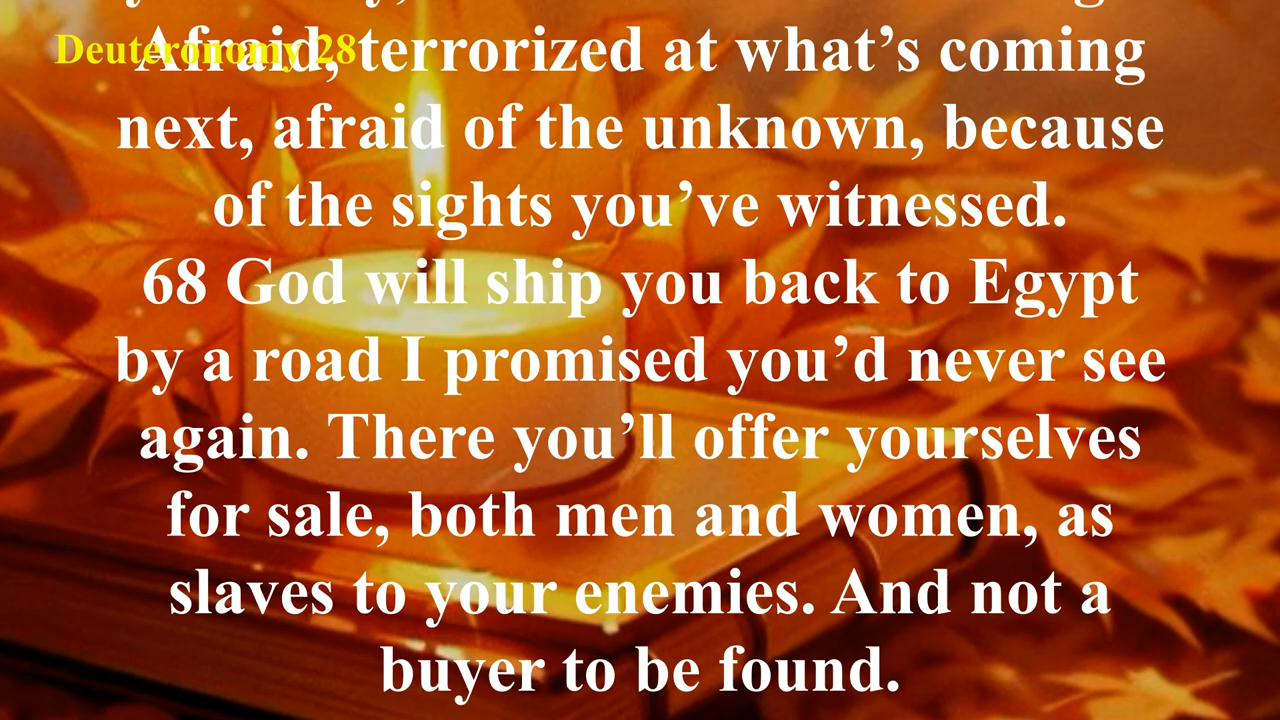 Deuteronomy 28
Afraid, terrorized at what’s coming
next, afraid of the unknown, because
of the sights you’ve witnessed.
68 God will ship you back to Egypt
by a road I promised you’d never see
again. There you’ll offer yourselves
for sale, both men and women, as
slaves to your enemies. And not a
buyer to be found.